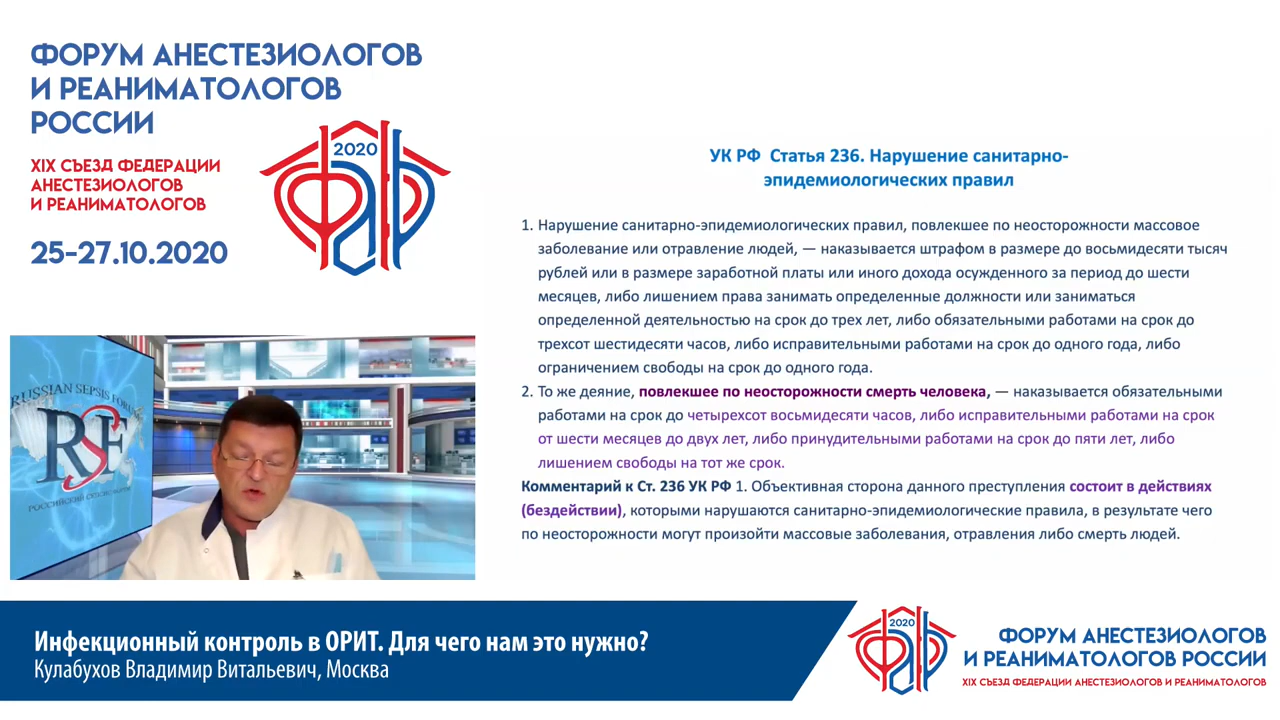 ФОРУМ АНЕСТЕЗИОЛОГОВ
И РЕАНИМАТОЛОГОВ
РОССИИ
XIX СЪЕЗД ФЕДЕРАЦИИ
АНЕСТЕЗИОЛОГОВ
И РЕАНИМАТОЛОГОВ
25-27.10.2020
2020
ФАР
УК РФ Статья 236. Нарушение санитарно-
эпидемиологических правил
1. Нарушение санитарно-эпидемиологических правил, повлекшее по неосторожности массовое
заболевание или отравление людей, — наказывается штрафом в размере до восьмидесяти тысяч
рублей или в размере заработной платы или иного дохода осужденного за период до шести
месяцев, либо лишением права занимать определенные должности или заниматься
определенной деятельностью на срок до трех лет, либо обязательными работами на срок до
трехсот шестидесяти часов, либо исправительными работами на срок до одного года, либо
ограничением свободы на срок до одного года.
2. То же деяние, повлекшее по неосторожности смерть человека, — наказывается обязательными
работами на срок до четырехсот восьмидесяти часов, либо исправительными работами на срок
от шести месяцев до двух лет, либо принудительными работами на срок до пяти лет, либо
лишением свободы на тот же срок.
Комментарий к Ст. 236 УК РФ 1. Объективная сторона данного преступления состоит в действиях
(бездействии), которыми нарушаются санитарно-эпидемиологические правила, в результате чего
по неосторожности могут произойти массовые заболевания, отравления либо смерть людей.
RUSSIAN SEPSIS FORUM
RSF
Инфекционный контроль в ОРИТ. Для чего нам это нужно?
Кулабухов Владимир Витальевич, Москва
2020
ФАР
ФОРУМ АНЕСТЕЗИОЛОГОВ
И РЕАНИМАТОЛОГОВ РОССИИ
XIX СЪЕЗД ФЕДЕРАЦИИ АНЕСТЕЗИОЛОГОВ И РЕАНИМАТОЛОГОВ